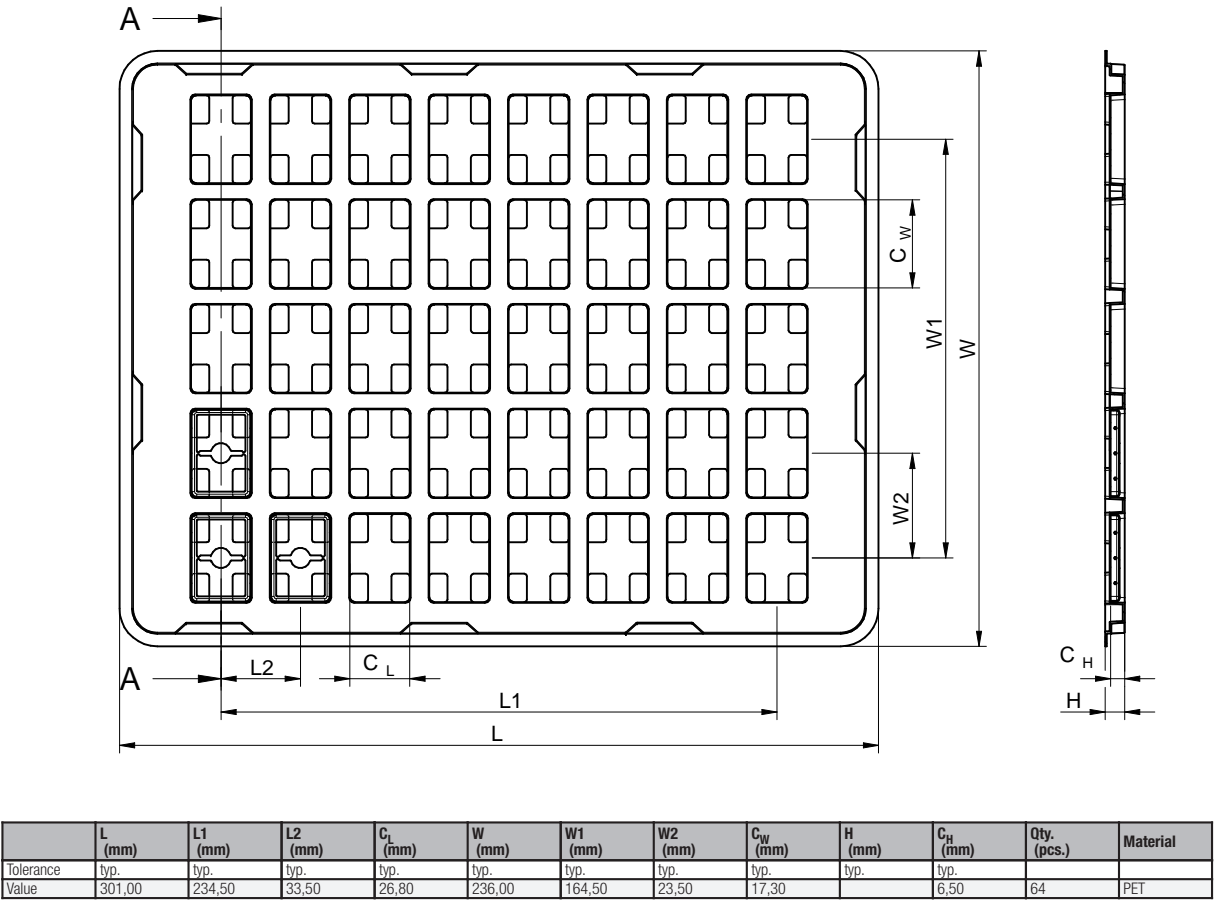 A
C W
W1
W
W2
A
L2
C L
L1
L
C H
H
L (mm) L1 (mm) L2 (mm) CL (mm) W (mm) W1 (mm) W2 (mm) CW (mm) H (mm) CH (mm) Qty. (pcs.) Material
Tolerance typ. typ. typ. typ. typ. typ. typ. typ. typ. typ.
Value 301,00 234,50 33,50 26,80 236,00 164,50 23,50 17,30 6,50 64 PET